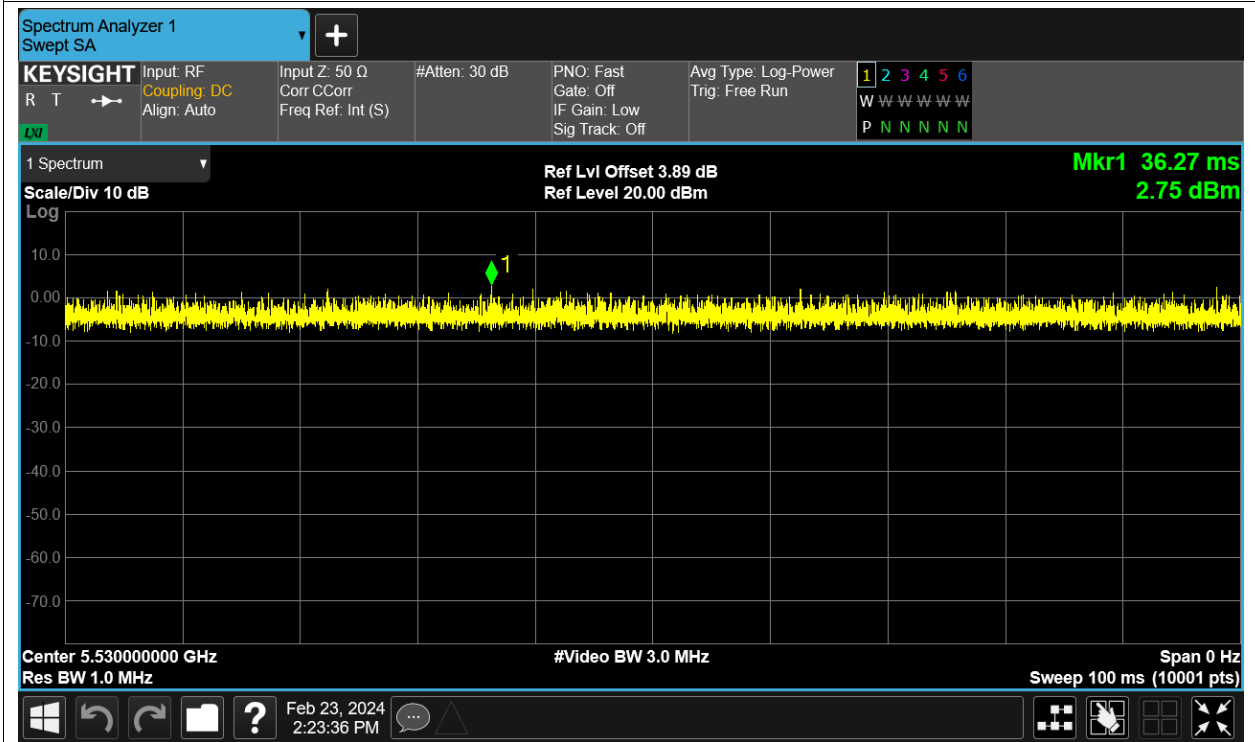 Spectrum Analyzer 1
Swept SA
+
KEYSIGHT
R T
LXI
Input: RF
Coupling: DC
Align: Auto
Input Z: 50 Ω
Corr CCorr
Freq Ref: Int (S)
#Atten: 30 dB
PNO: Fast
Gate: Off
IF Gain: Low
Sig Track: Off
Avg Type: Log-Power
Trig: Free Run
1 2 3 4 5 6
W W W W W W
P N N N N N
1 Spectrum
Scale/Div 10 dB
Log
Ref Lvl Offset 3.89 dB
Ref Level 20.00 dBm
Mkr1 36.27 ms
2.75 dBm
1
10.0
0.00
-10.0
-20.0
-30.0
-40.0
-50.0
-60.0
-70.0
Center 5.530000000 GHz
Res BW 1.0 MHz
#Video BW 3.0 MHz
Span 0 Hz
Sweep 100 ms (10001 pts)
?
Feb 23, 2024
2:23:36 PM